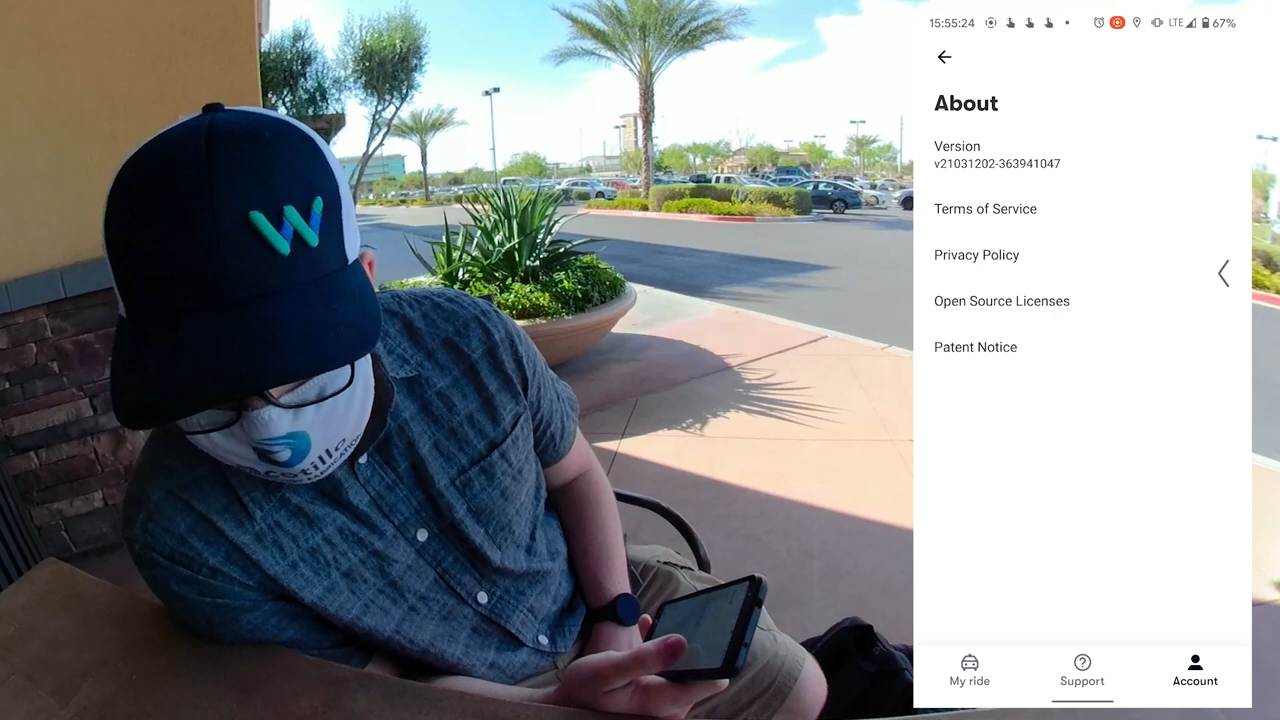 15:55:24
LTE
67%
About
Version
v21031202-363941047
Terms of Service
Privacy Policy
Open Source Licenses
Patent Notice
My ride
Support
Account
W